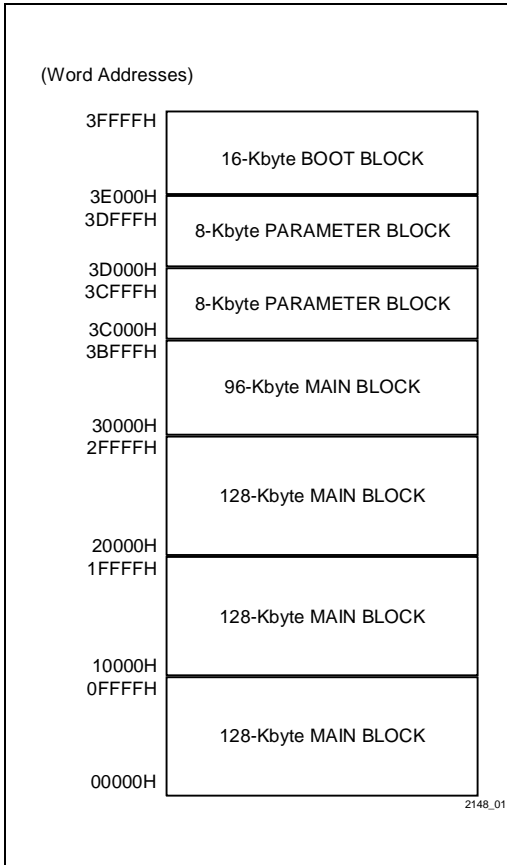 (Word Addresses)
3FFFFH
16-Kbyte BOOT BLOCK
3E000H
3DFFFH
8-Kbyte PARAMETER BLOCK
3D000H
3CFFFH
8-Kbyte PARAMETER BLOCK
3C000H
3BFFFH
96-Kbyte MAIN BLOCK
30000H
2FFFFH
128-Kbyte MAIN BLOCK
20000H
1FFFFH
128-Kbyte MAIN BLOCK
10000H
0FFFFH
128-Kbyte MAIN BLOCK
00000H
2148_01